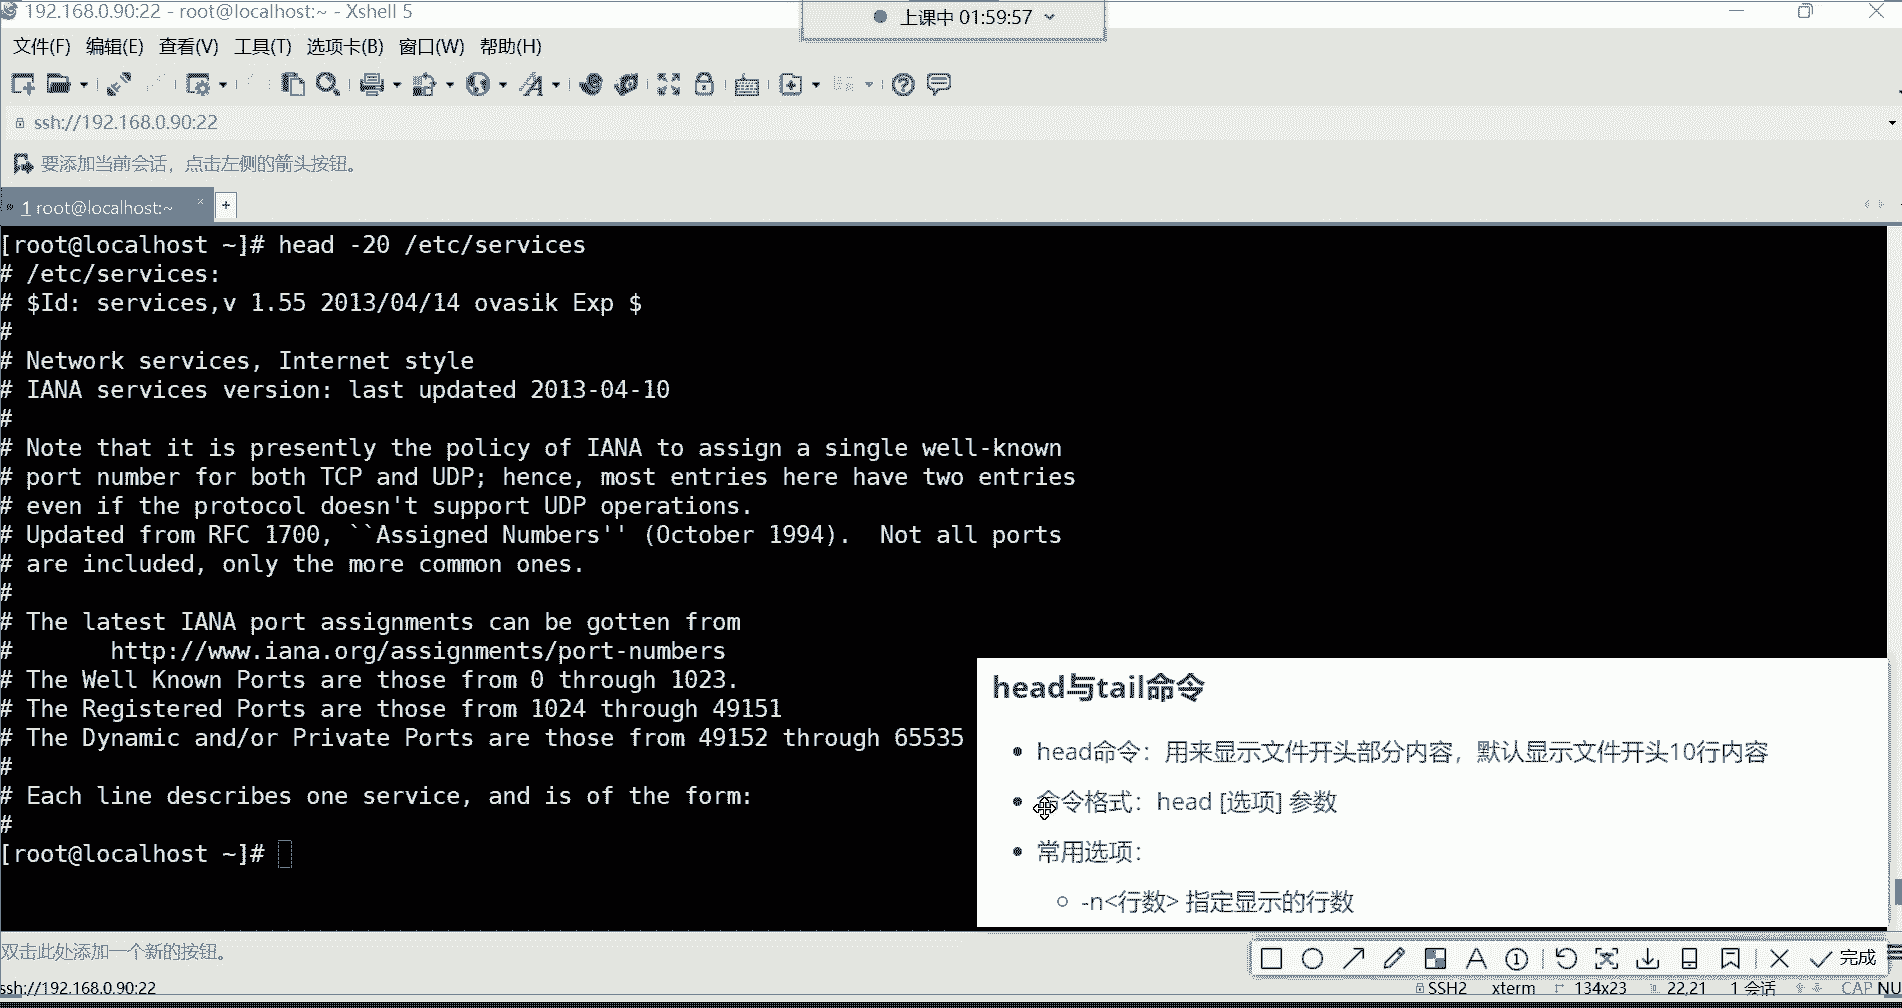 192.168.0.90:22 - root@localhost:~ - Xshell 5
上课中 01:59:57
文件(F) 编辑(E) 查看(V) 工具(T) 选项卡(B) 窗口(W) 帮助(H)
ssh://192.168.0.90:22
要添加当前会话，点击左侧的箭头按钮。
1 root@localhost:~ × +
[root@localhost ~]# head -20 /etc/services
# /etc/services:
# $Id: services,v 1.55 2013/04/14 ovasik Exp $
#
# Network services, Internet style
# IANA services version: last updated 2013-04-10
#
# Note that it is presently the policy of IANA to assign a single well-known
# port number for both TCP and UDP; hence, most entries here have two entries
# even if the protocol doesn't support UDP operations.
# Updated from RFC 1700, ``Assigned Numbers'' (October 1994).  Not all ports
# are included, only the more common ones.
#
# The latest IANA port assignments can be gotten from
#       http://www.iana.org/assignments/port-numbers
# The Well Known Ports are those from 0 through 1023.
# The Registered Ports are those from 1024 through 49151
# The Dynamic and/or Private Ports are those from 49152 through 65535
#
# Each line describes one service, and is of the form:
#
[root@localhost ~]#
head与tail命令
• head命令：用来显示文件开头部分内容，默认显示文件开头10行内容
• 命令格式：head [选项] 参数
• 常用选项：
○ -n<行数> 指定显示的行数
双击此处添加一个新的按钮。
完成
ssh://192.168.0.90:22
SSH2 xterm 134x23 22,21 1 会话 CAP NU